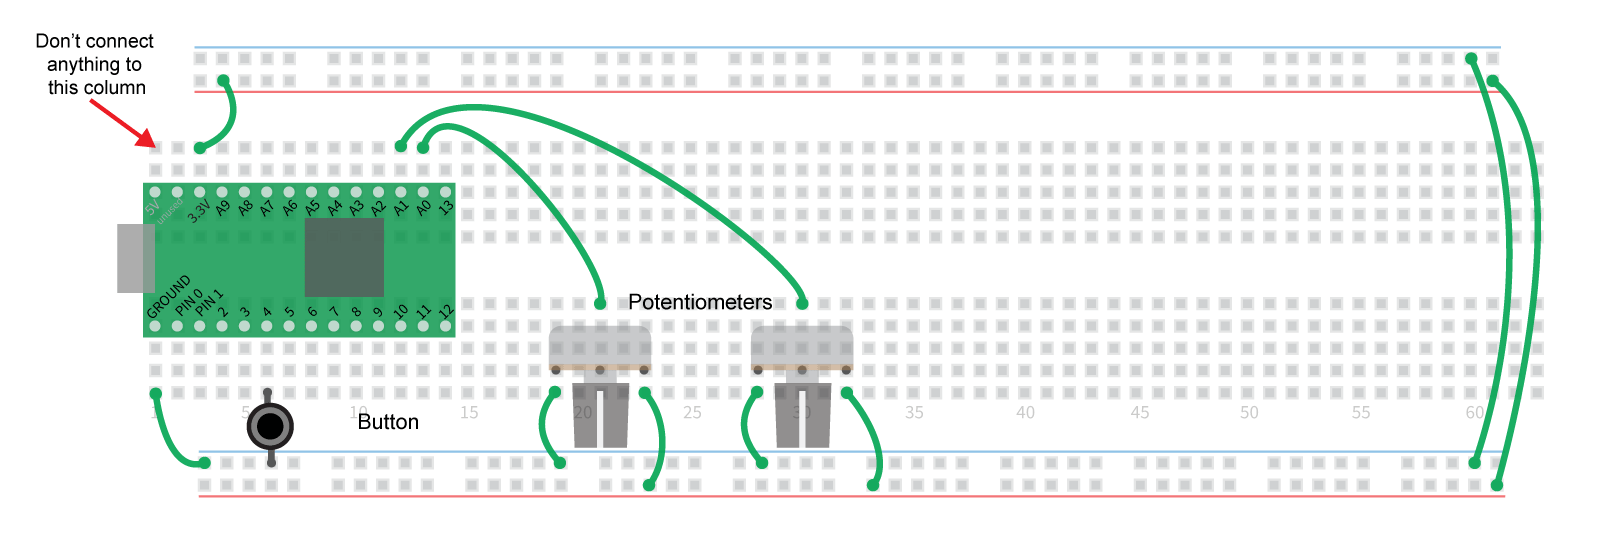 Don't connect
anything to
this column
5V
unused
3.3V
A9
A8
A7
A6
A5
A4
A3
A2
A1
A0
13
GROUND
PIN 0
PIN 1
2
3
4
5
6
7
8
9
10
11
12
Potentiometers
Button
5
10
15
20
25
30
35
40
45
50
55
60